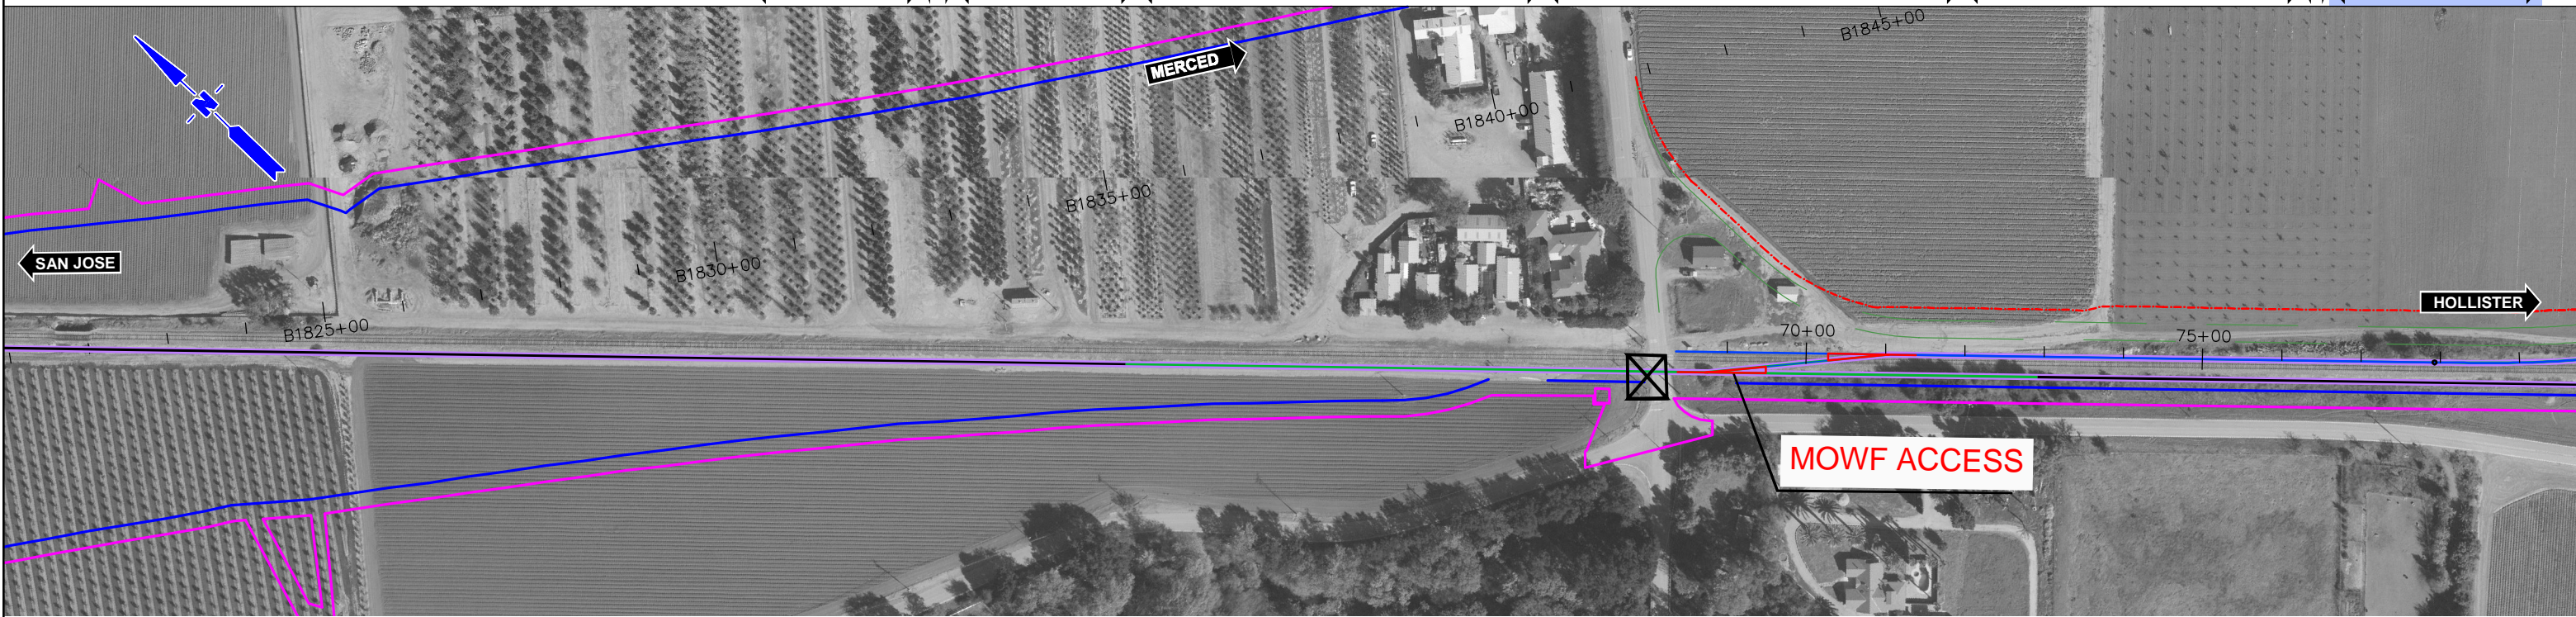 B1845+00
MERCED
B1840+00
N
B1835+00
SAN JOSE
B1830+00
HOLLISTER
B1825+00
70+00
75+00
MOWF ACCESS